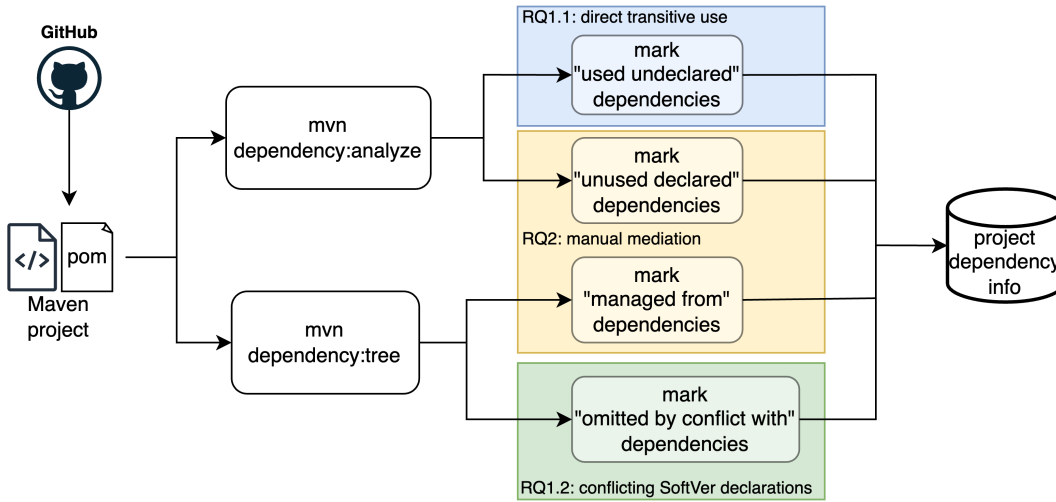 GitHub
</>
pom
Maven
project
mvn
dependency:analyze
mvn
dependency:tree
RQ1.1: direct transitive use
mark
"used undeclared"
dependencies
mark
"unused declared"
dependencies
RQ2: manual mediation
mark
"managed from"
dependencies
mark
"omitted by conflict with"
dependencies
RQ1.2: conflicting SoftVer declarations
project
dependency
info